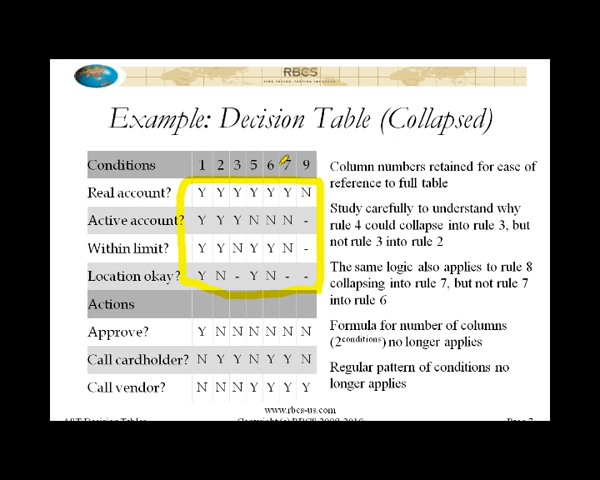 RBCS
Example: Decision Table (Collapsed)
Conditions 1 2 3 5 6 7 9
Real account? Y Y Y Y Y Y N
Active account? Y Y Y N N N -
Within limit? Y Y N Y Y N -
Location okay? Y N - Y N - -
Actions
Approve? Y N N N N N N
Call cardholder? N Y Y N Y Y N
Call vendor? N N N Y Y Y Y
Column numbers retained for ease of
reference to full table
Study carefully to understand why
rule 4 could collapse into rule 3, but
not rule 3 into rule 2
The same logic also applies to rule 8
collapsing into rule 7, but not rule 7
into rule 6
Formula for number of columns
(2conditions) no longer applies
Regular pattern of conditions no
longer applies
www.rbcs-us.com